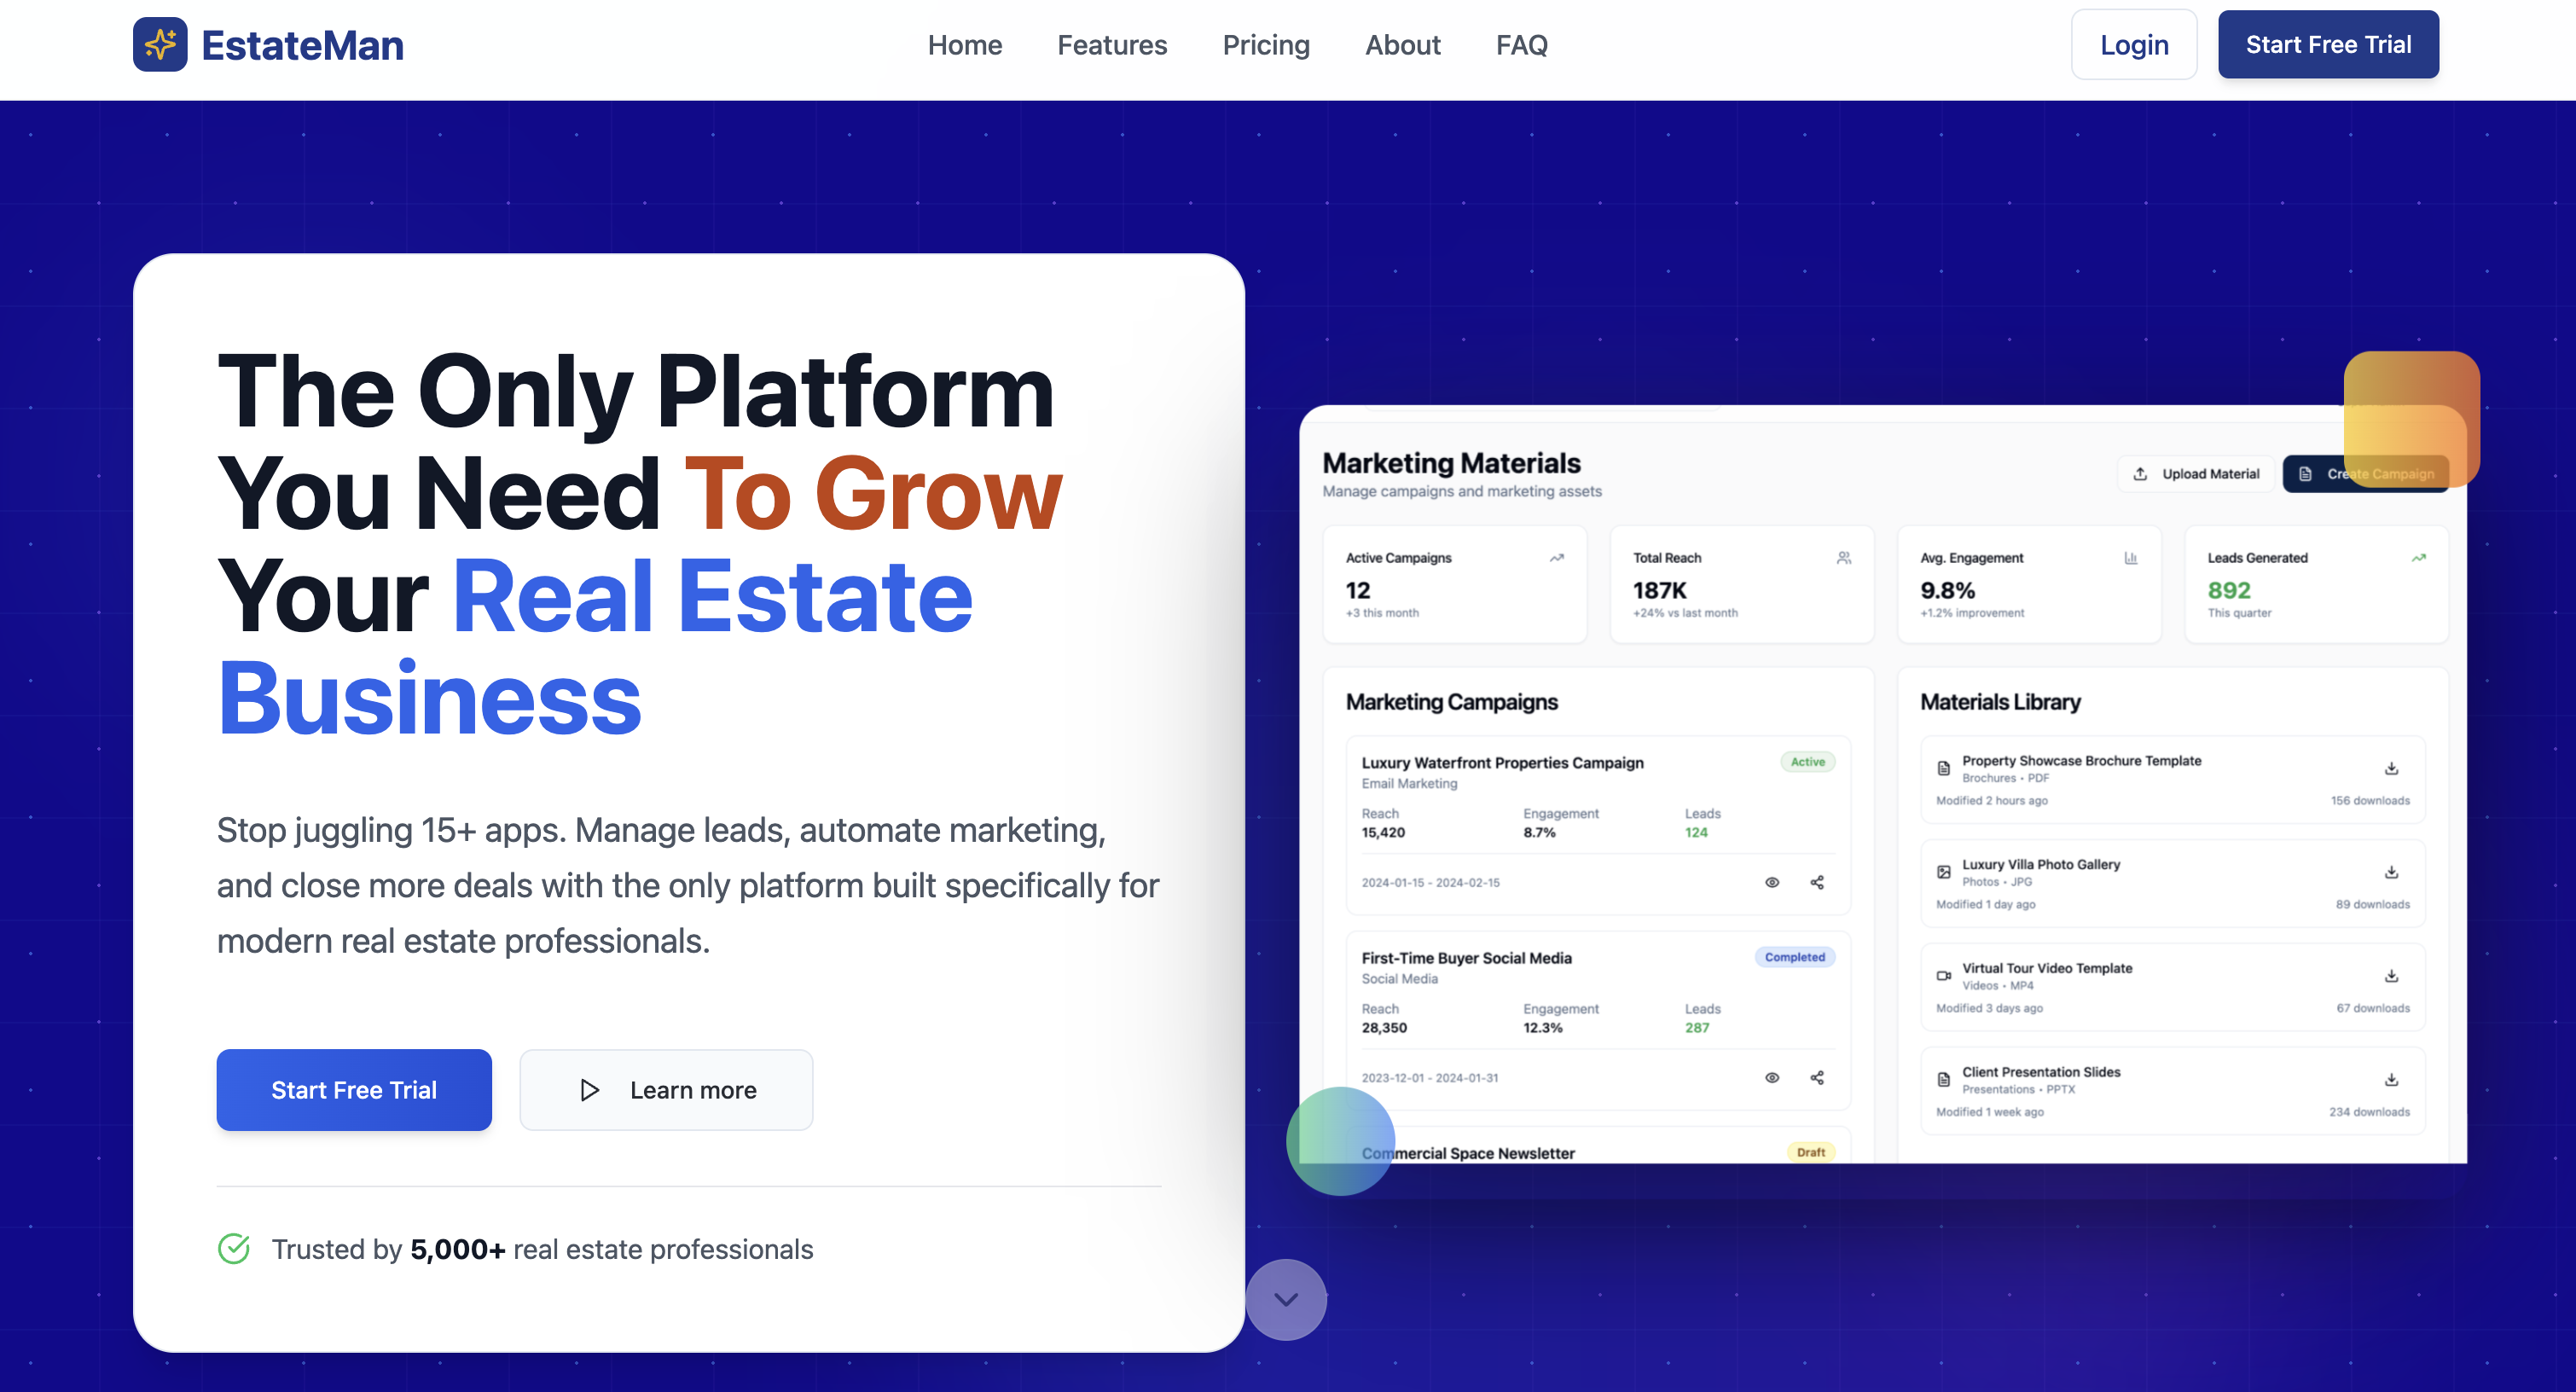 EstateMan
Home
Features
Pricing
About
FAQ
Login
Start Free Trial
The Only Platform
You Need To Grow
Your Real Estate
Business
Stop juggling 15+ apps. Manage leads, automate marketing,
and close more deals with the only platform built specifically for
modern real estate professionals.
Start Free Trial
Learn more
Trusted by 5,000+ real estate professionals
Marketing Materials
Manage campaigns and marketing assets
Upload Material
Create Campaign
Active Campaigns
12
+3 this month
Total Reach
187K
+24% vs last month
Avg. Engagement
9.8%
+1.2% improvement
Leads Generated
892
This quarter
Marketing Campaigns
Luxury Waterfront Properties Campaign
Active
Email Marketing
Reach
Engagement
Leads
15,420
8.7%
124
2024-01-15 - 2024-02-15
First-Time Buyer Social Media
Completed
Social Media
Reach
Engagement
Leads
28,350
12.3%
287
2023-12-01 - 2024-01-31
Commercial Space Newsletter
Draft
Materials Library
Property Showcase Brochure Template
Brochures • PDF
Modified 2 hours ago
156 downloads
Luxury Villa Photo Gallery
Photos • JPG
Modified 1 day ago
89 downloads
Virtual Tour Video Template
Videos • MP4
Modified 3 days ago
67 downloads
Client Presentation Slides
Presentations • PPTX
Modified 1 week ago
234 downloads